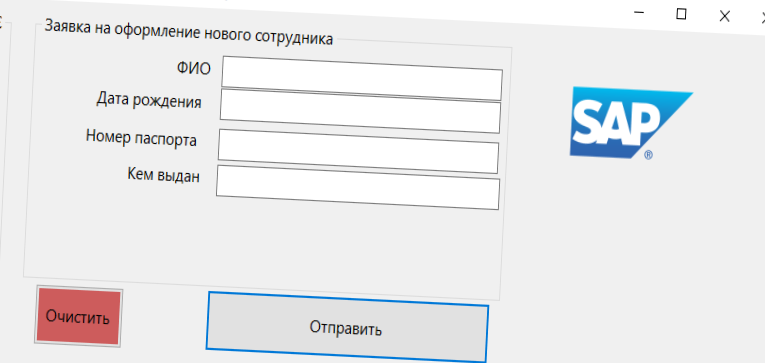 Заявка на оформление нового сотрудника
ФИО
Дата рождения
Номер паспорта
Кем выдан
SAP
®
Очистить
Отправить